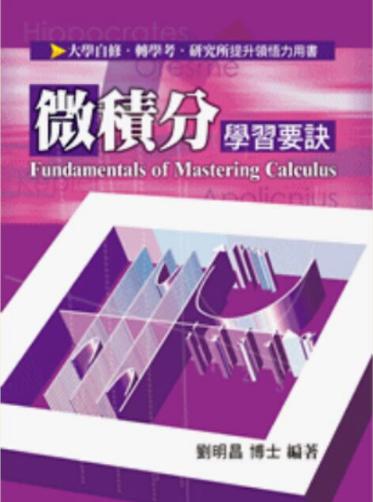 Hippocrates
➤大學自修．轉學考．研究所提升領悟力用書
Oresme
微積分 學習要訣
Fundamentals of Mastering Calculus
Apollonius
劉明昌 博士 編著